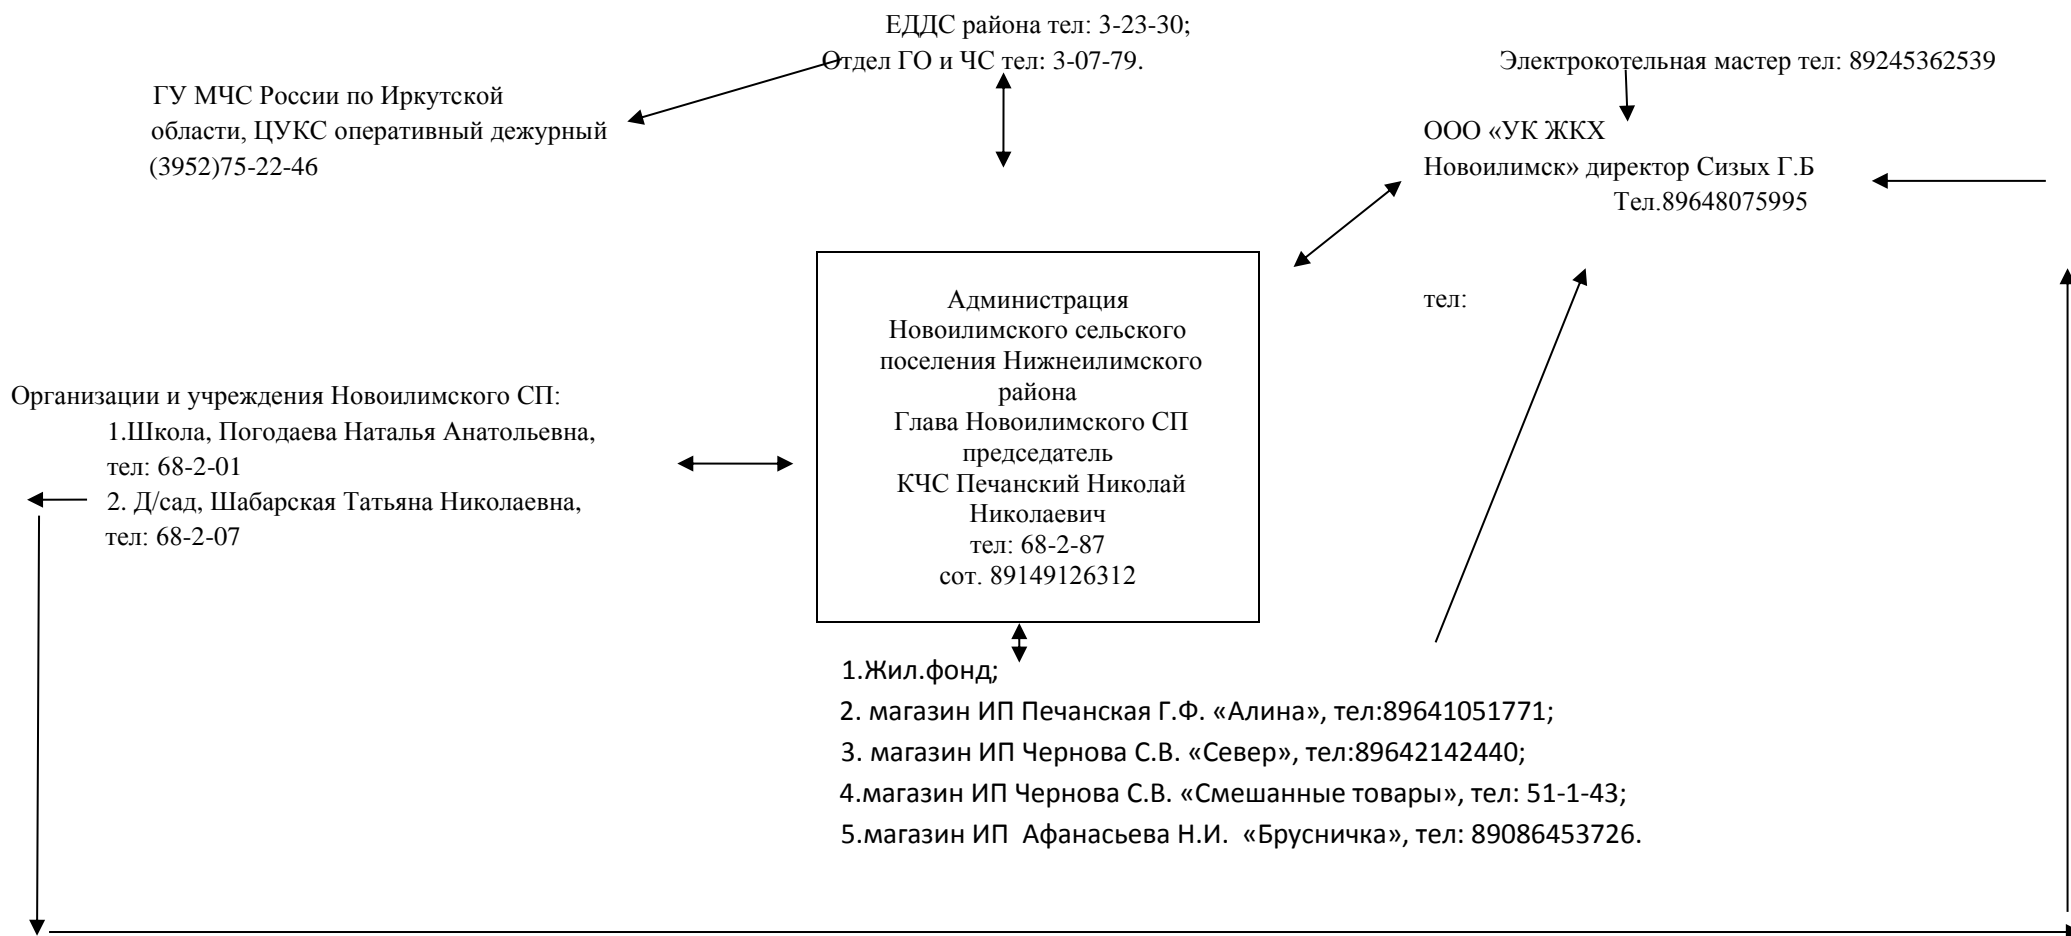 ЕДДС района тел: 3-23-30;
Отдел ГО и ЧС тел: 3-07-79.
Электрокотельная мастер тел: 89245362539
ГУ МЧС России по Иркутской
области, ЦУКС оперативный дежурный
(3952)75-22-46
ООО «УК ЖКХ
Новоилимск» директор Сизых Г.Б
Тел.89648075995
тел:
Администрация
Новоилимского сельского
поселения Нижнеилимского
района
Глава Новоилимского СП
председатель
КЧС Печанский Николай
Николаевич
тел: 68-2-87
сот. 89149126312
Организации и учреждения Новоилимского СП:
1.Школа, Погодаева Наталья Анатольевна,
тел: 68-2-01
2. Д/сад, Шабарская Татьяна Николаевна,
тел: 68-2-07
1.Жил.фонд;
2. магазин ИП Печанская Г.Ф. «Алина», тел:89641051771;
3. магазин ИП Чернова С.В. «Север», тел:89642142440;
4.магазин ИП Чернова С.В. «Смешанные товары», тел: 51-1-43;
5.магазин ИП  Афанасьева Н.И.  «Брусничка», тел: 89086453726.